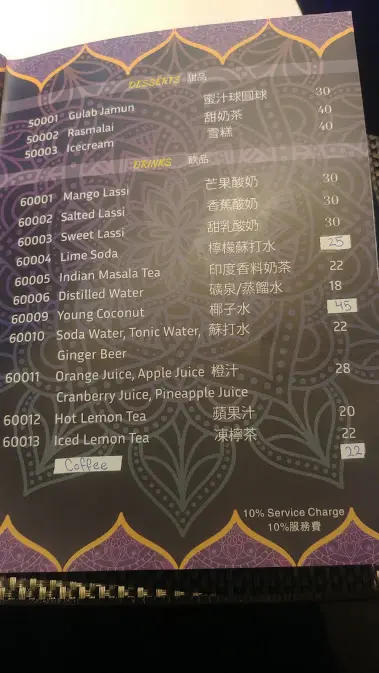 DESSERTS 甜品
50001 Gulab Jamun 蜜汁球圓球 30
50002 Rasmalai 甜奶茶 40
50003 Icecream 雪糕 40
DRINKS 飲品
60001 Mango Lassi 芒果酸奶 30
60002 Salted Lassi 香蕉酸奶 30
60003 Sweet Lassi 甜乳酸奶 30
60004 Lime Soda 檸檬蘇打水 25
60005 Indian Masala Tea 印度香料奶茶 22
60006 Distilled Water 礦泉/蒸餾水 18
60009 Young Coconut 椰子水 45
60010 Soda Water, Tonic Water, 蘇打水 22
Ginger Beer
60011 Orange Juice, Apple Juice 橙汁 28
Cranberry Juice, Pineapple Juice
60012 Hot Lemon Tea 蘋果汁 20
60013 Iced Lemon Tea 凍檸茶 22
Coffee 22
10% Service Charge
10%服務費